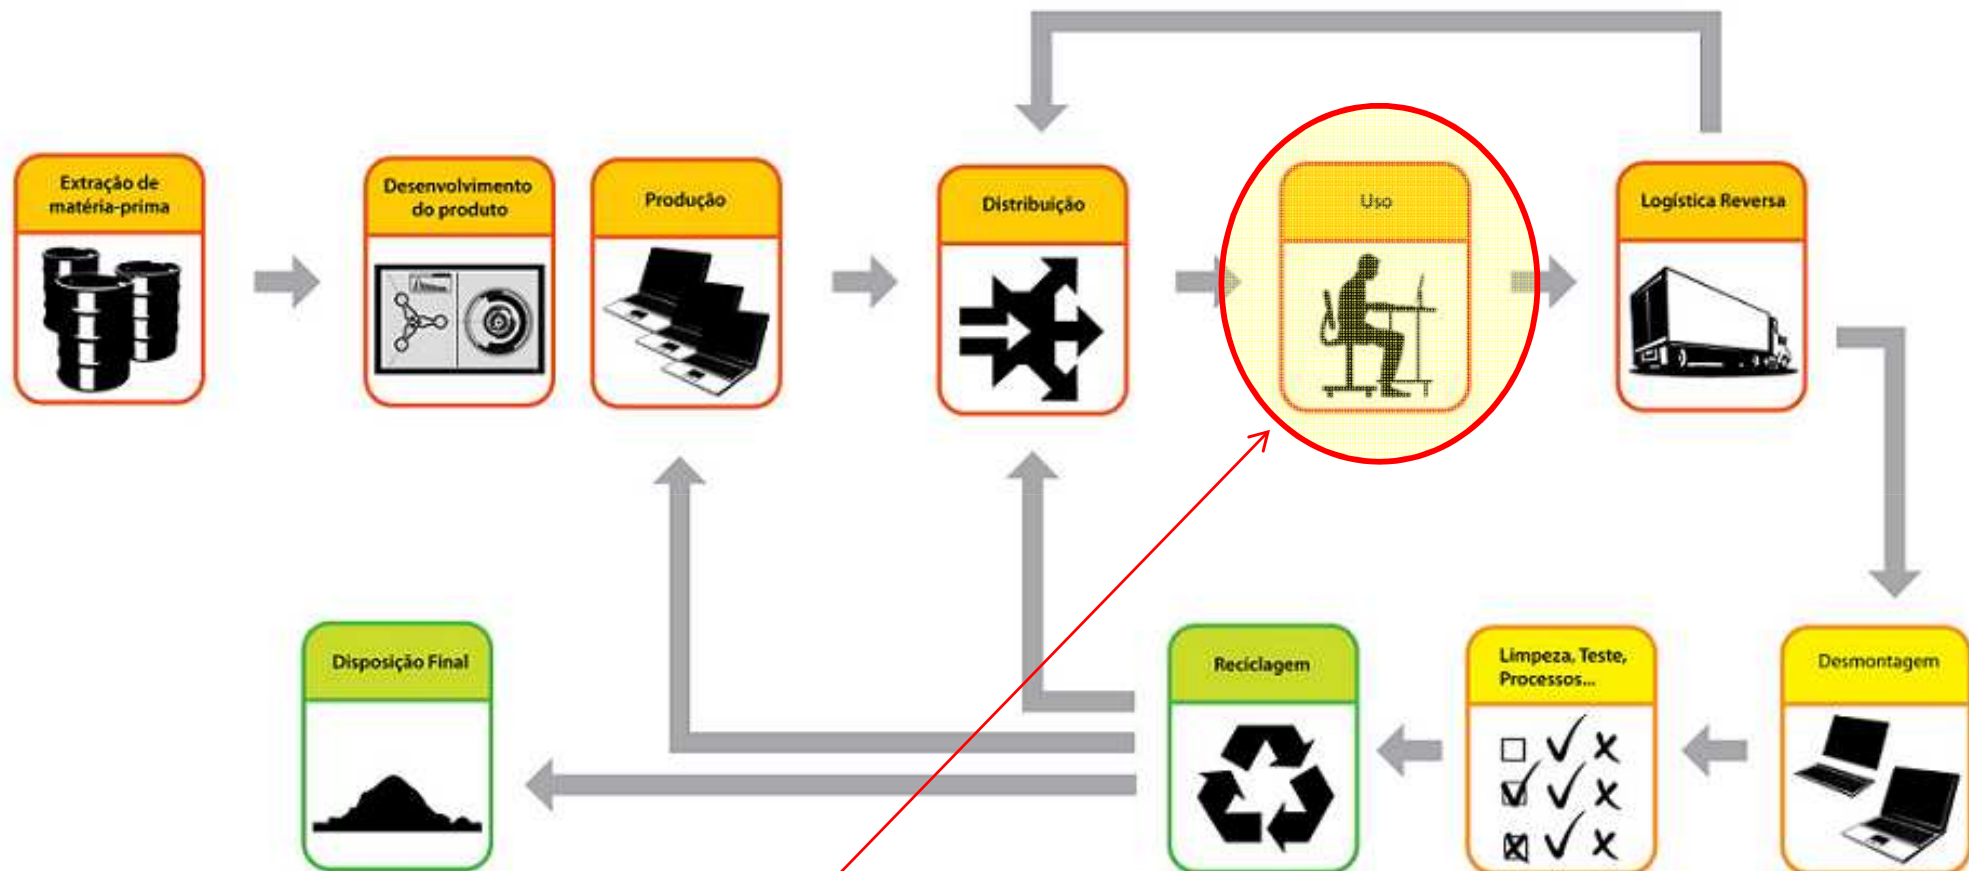 Extração de
matéria-prima
Desenvolvimento
do produto
Produção
Distribuição
Uso
Logística Reversa
Disposição Final
Reciclagem
Limpeza, Teste,
Processos...
Desmontagem